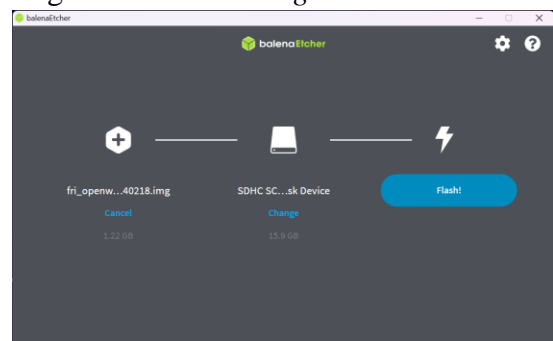 balenaEtcher
balenaEtcher
fri_openw...40218.img
SDHC SC...sk Device
Flash!
Cancel
Change
1.22 GB
15.9 GB